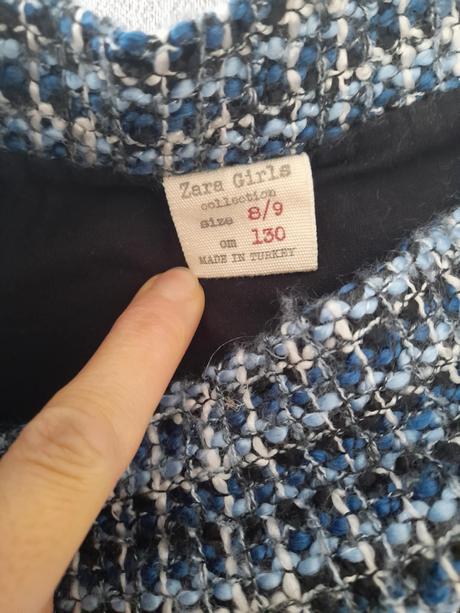 Zara Girls
collection
size 8/9
cm 130
MADE IN TURKEY